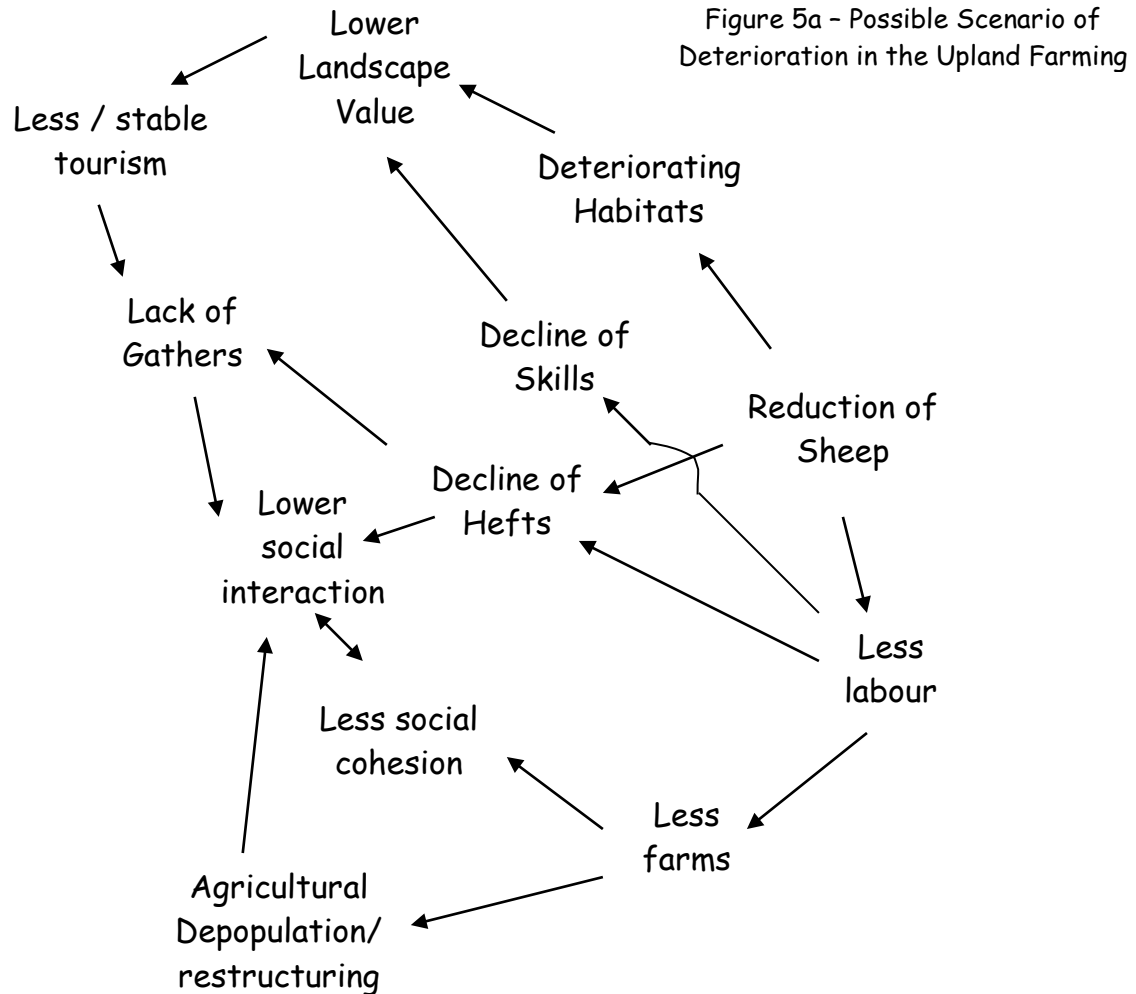 Figure 5a – Possible Scenario of
Deterioration in the Upland Farming
Lower
Landscape
Value
Less / stable
tourism
Deteriorating
Habitats
Lack of
Gathers
Decline of
Skills
Reduction of
Sheep
Decline of
Hefts
Lower
social
interaction
Less
labour
Less social
cohesion
Less
farms
Agricultural
Depopulation/
restructuring